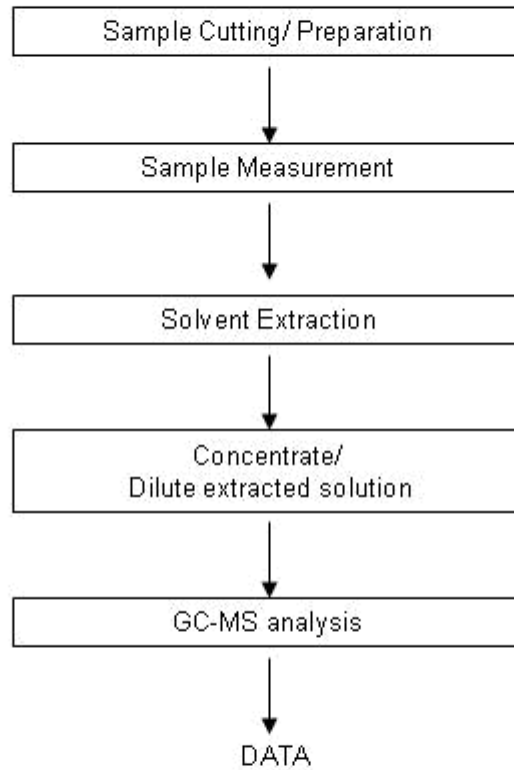 Sample Cutting/ Preparation
Sample Measurement
Solvent Extraction
Concentrate/
Dilute extracted solution
GC-MS analysis
DATA